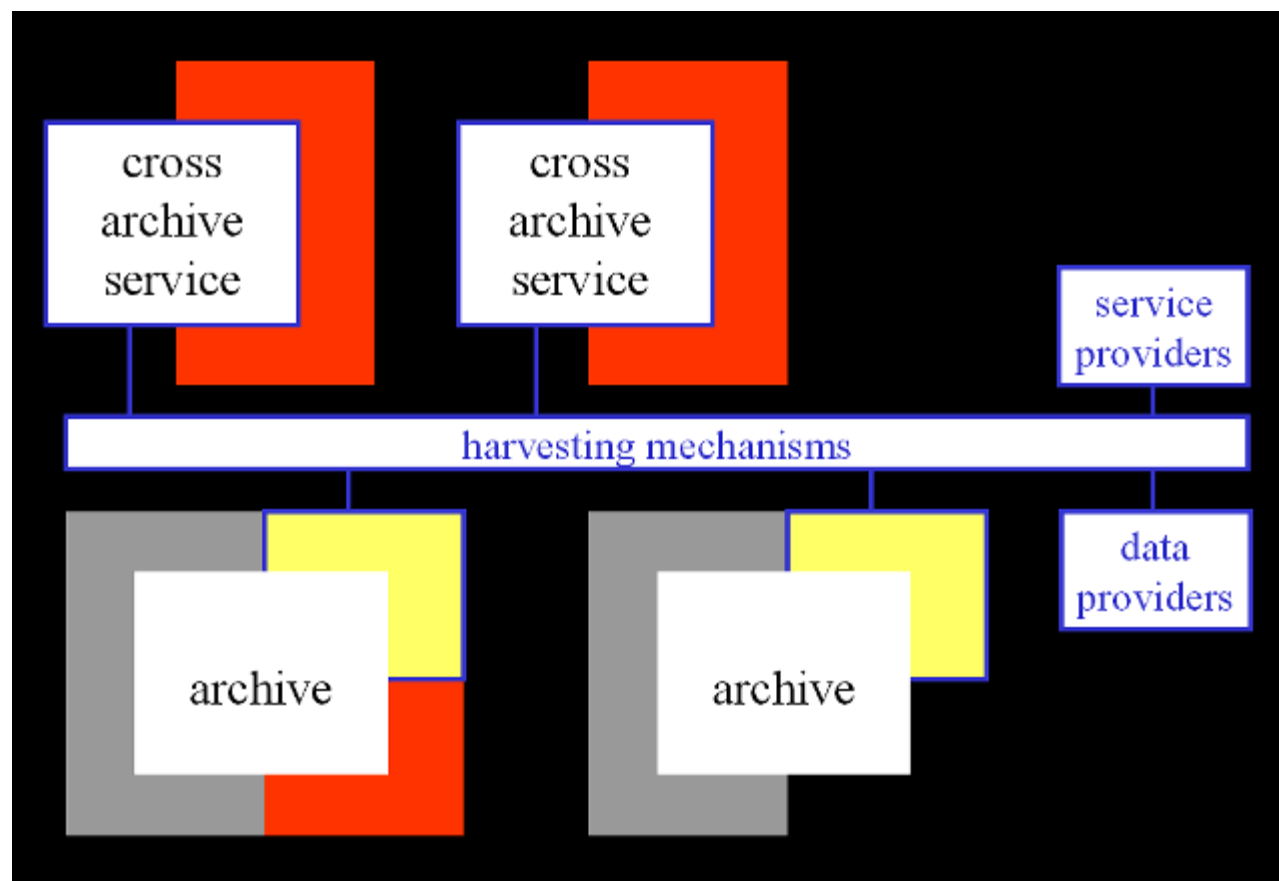 cross
archive
service
cross
archive
service
service
providers
harvesting mechanisms
archive
archive
data
providers